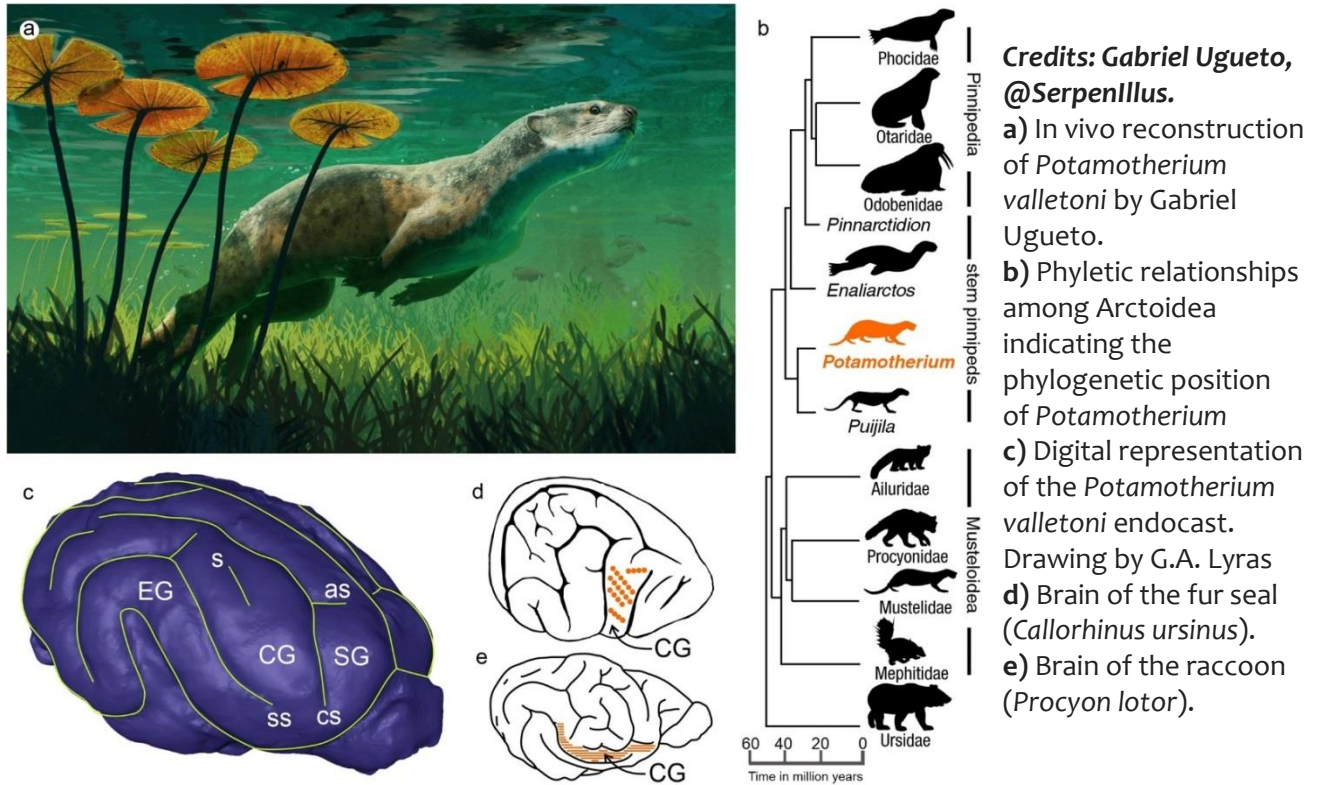 a
b
Phocidae
Otaridae
Odobenidae
Pinnipedia
Pinnarctidion
Enaliarctos
Potamotherium
Puijila
stem pinnipeds
Ailuridae
Procyonidae
Mustelidae
Mephitidae
Musteloidea
Ursidae
60 40 20 0
Time in million years
c
EG
s
as
CG
SG
ss
cs
d
CG
e
CG
Credits: Gabriel Ugueto,
@SerpenIllus.
a) In vivo reconstruction
of Potamotherium
valletoni by Gabriel
Ugueto.
b) Phyletic relationships
among Arctoidea
indicating the
phylogenetic position
of Potamotherium
c) Digital representation
of the Potamotherium
valletoni endocast.
Drawing by G.A. Lyras
d) Brain of the fur seal
(Callorhinus ursinus).
e) Brain of the raccoon
(Procyon lotor).